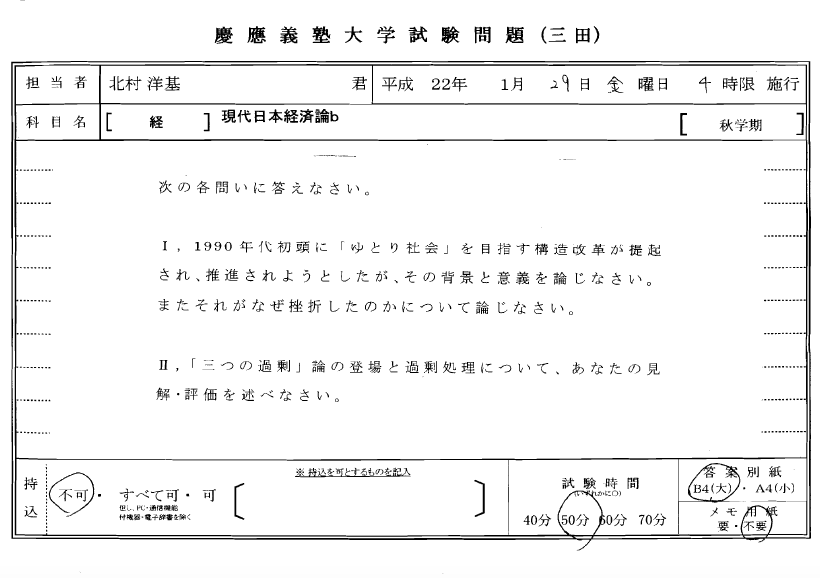 慶應義塾大学試験問題(三田)
担当者 北村 洋基 君 平成 22年 1月 29日 金 曜日 4 時限 施行
科目名 [ 経 ] 現代日本経済論b [ 秋学期 ]
次の各問いに答えなさい。
Ⅰ,1990年代初頭に「ゆとり社会」を目指す構造改革が提起
され、推進されようとしたが、その背景と意義を論じなさい。
またそれがなぜ挫折したのかについて論じなさい。
Ⅱ,「三つの過剰」論の登場と過剰処理について、あなたの見
解・評価を述べなさい。
持込 不可・ すべて可・ 可
但し、PC・通信機能
付機器・電子辞書を除く
※ 持込を可とするものを記入
[ ]
試験時間
(いずれかに○)
40分 50分 60分 70分
答案別紙
B4(大)・ A4(小)
メモ用紙
要・不要